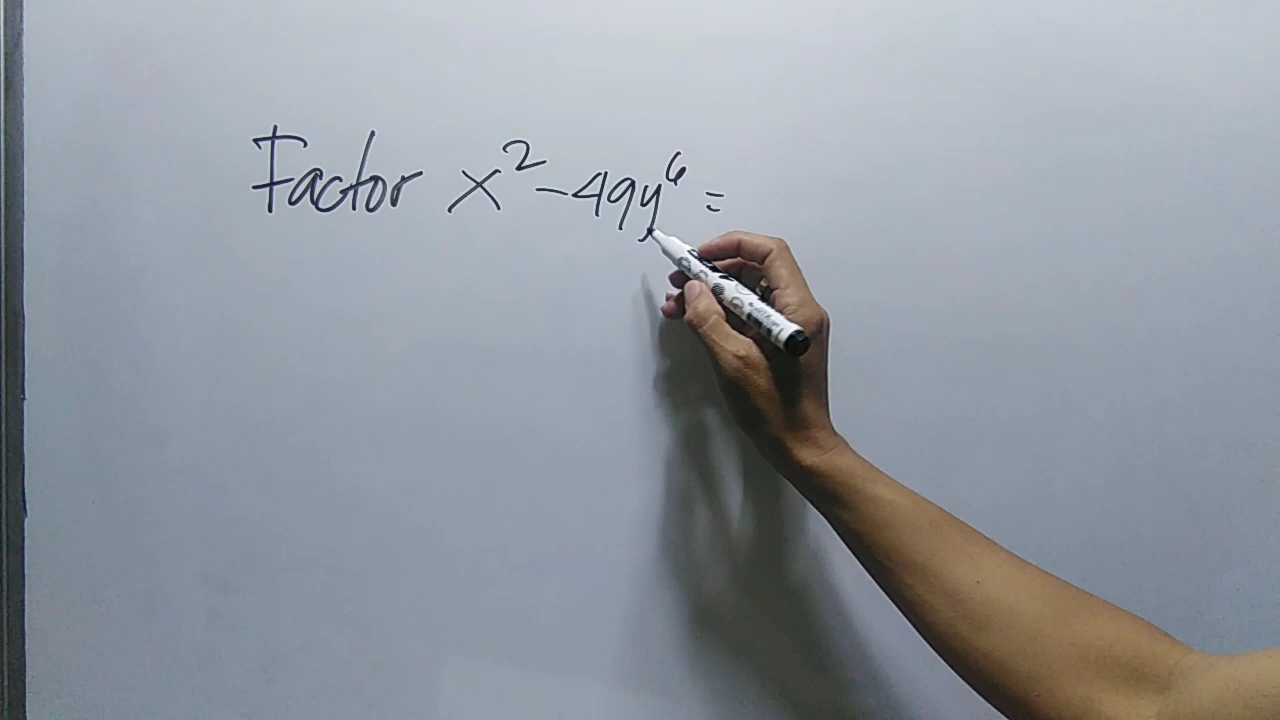 Factor x² - 49y⁶ =